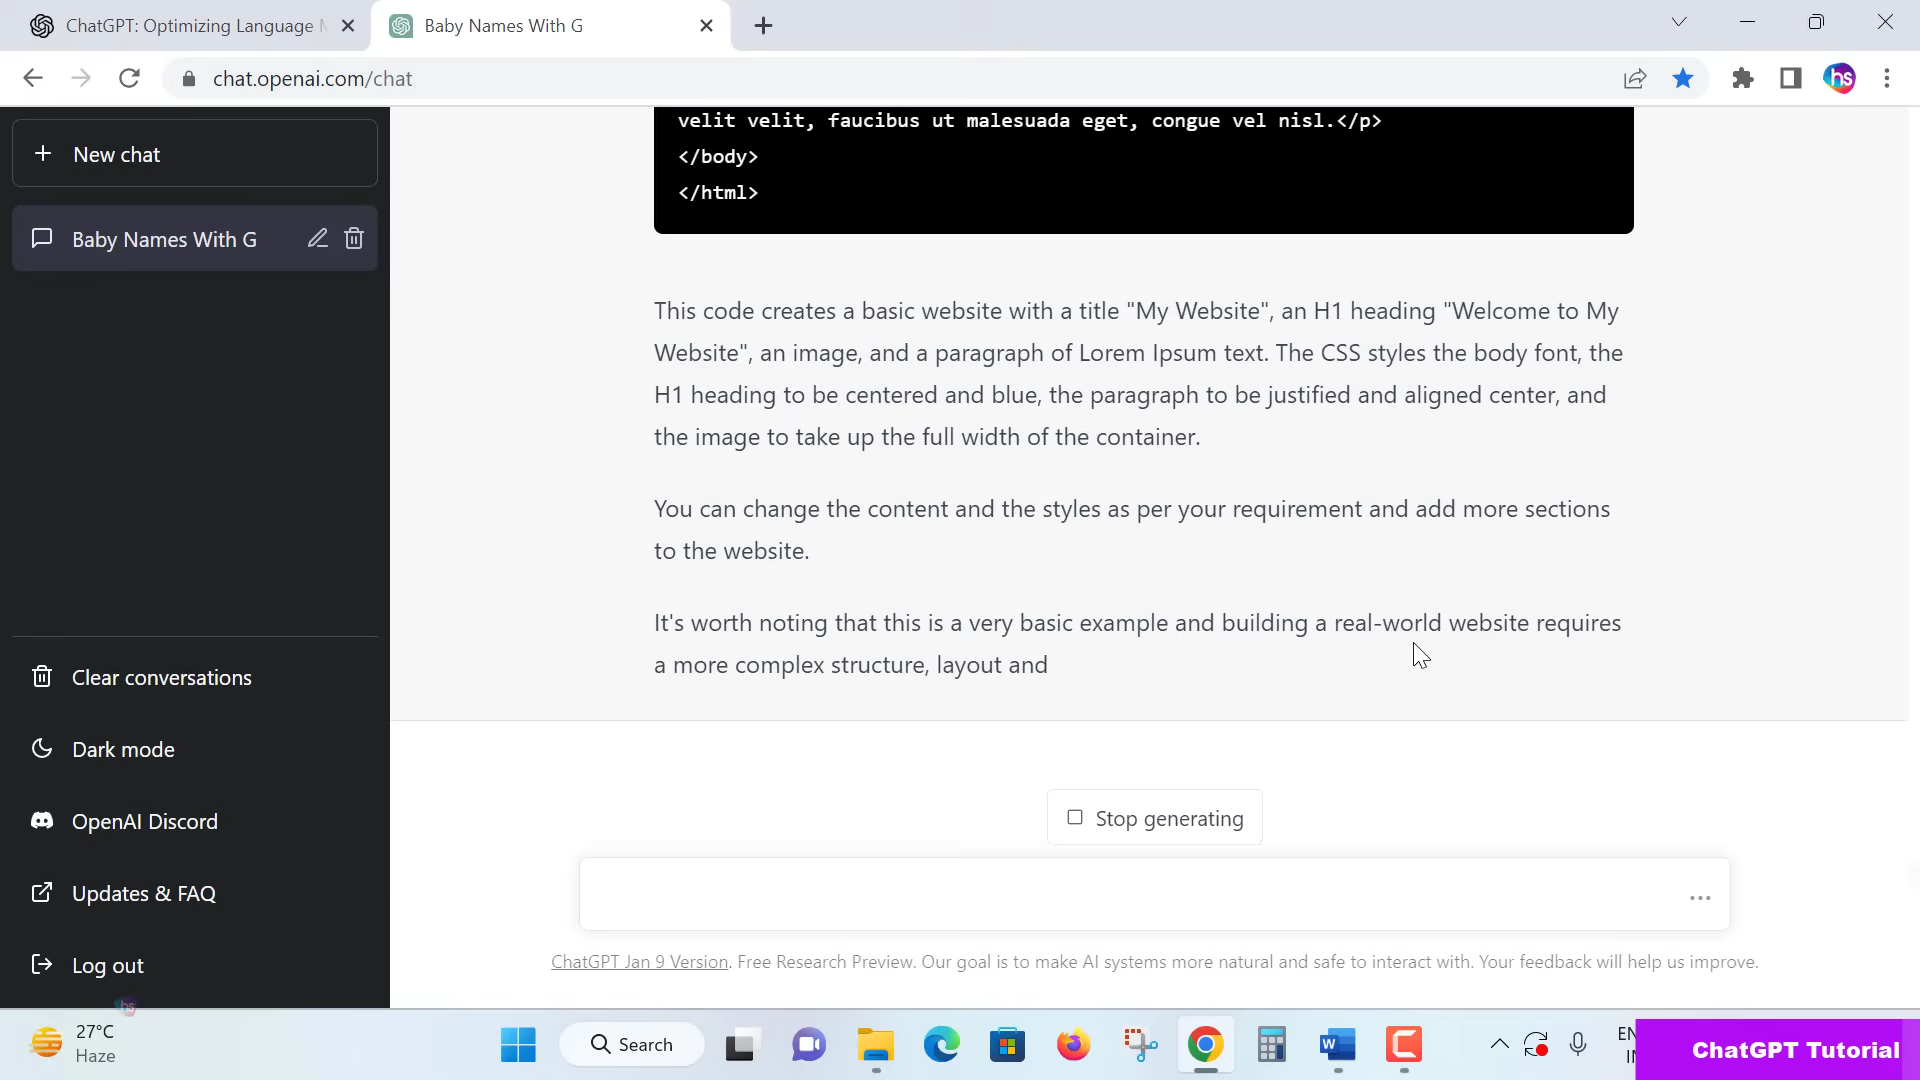 ChatGPT: Optimizing Language
Baby Names With G
chat.openai.com/chat
hs
New chat
Baby Names With G
velit velit, faucibus ut malesuada eget, congue vel nisl.</p>
</body>
</html>
This code creates a basic website with a title "My Website", an H1 heading "Welcome to My
Website", an image, and a paragraph of Lorem Ipsum text. The CSS styles the body font, the
H1 heading to be centered and blue, the paragraph to be justified and aligned center, and
the image to take up the full width of the container.
You can change the content and the styles as per your requirement and add more sections
to the website.
It's worth noting that this is a very basic example and building a real-world website requires
a more complex structure, layout and
Clear conversations
Dark mode
OpenAI Discord
Updates & FAQ
Log out
Stop generating
ChatGPT Jan 9 Version. Free Research Preview. Our goal is to make AI systems more natural and safe to interact with. Your feedback will help us improve.
hs
27°C
Haze
Search
W
ChatGPT Tutorial